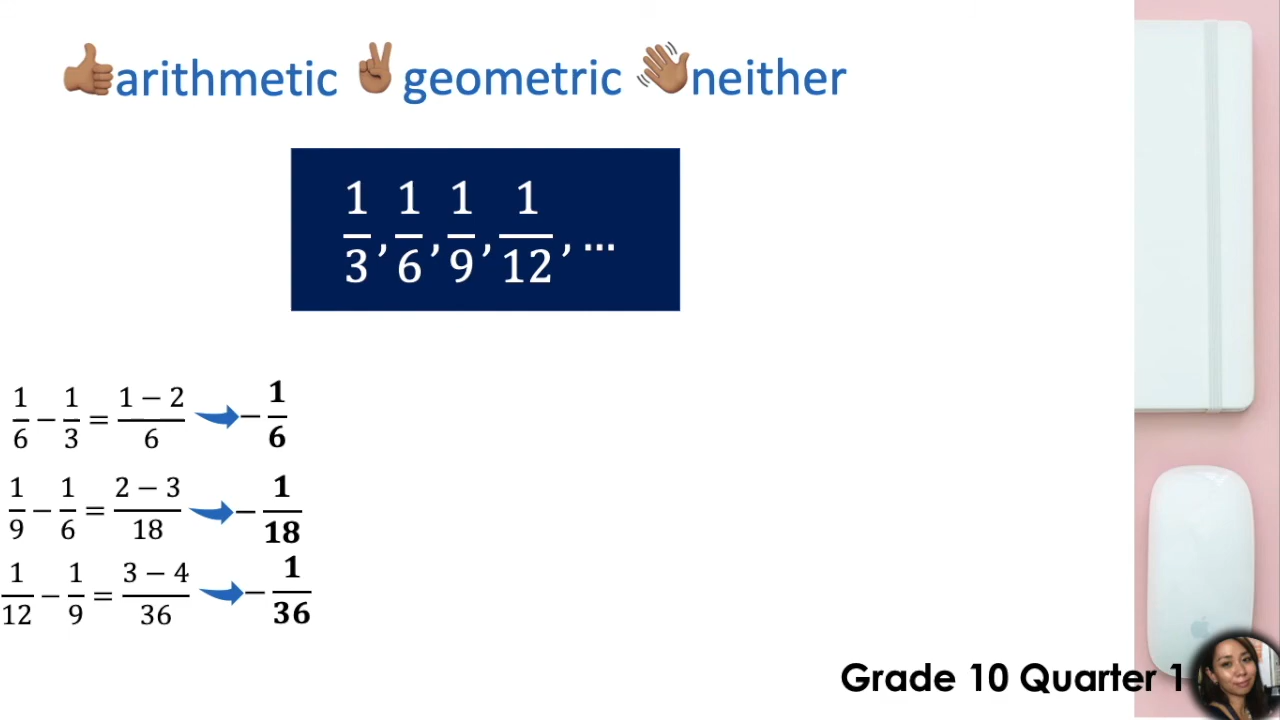 👍🏽arithmetic ✌🏽geometric 👋🏽neither
1/3, 1/6, 1/9, 1/12, ...
1/6 − 1/3 = (1 − 2)/6 → −1/6
1/9 − 1/6 = (2 − 3)/18 → −1/18
1/12 − 1/9 = (3 − 4)/36 → −1/36
Grade 10 Quarter 1